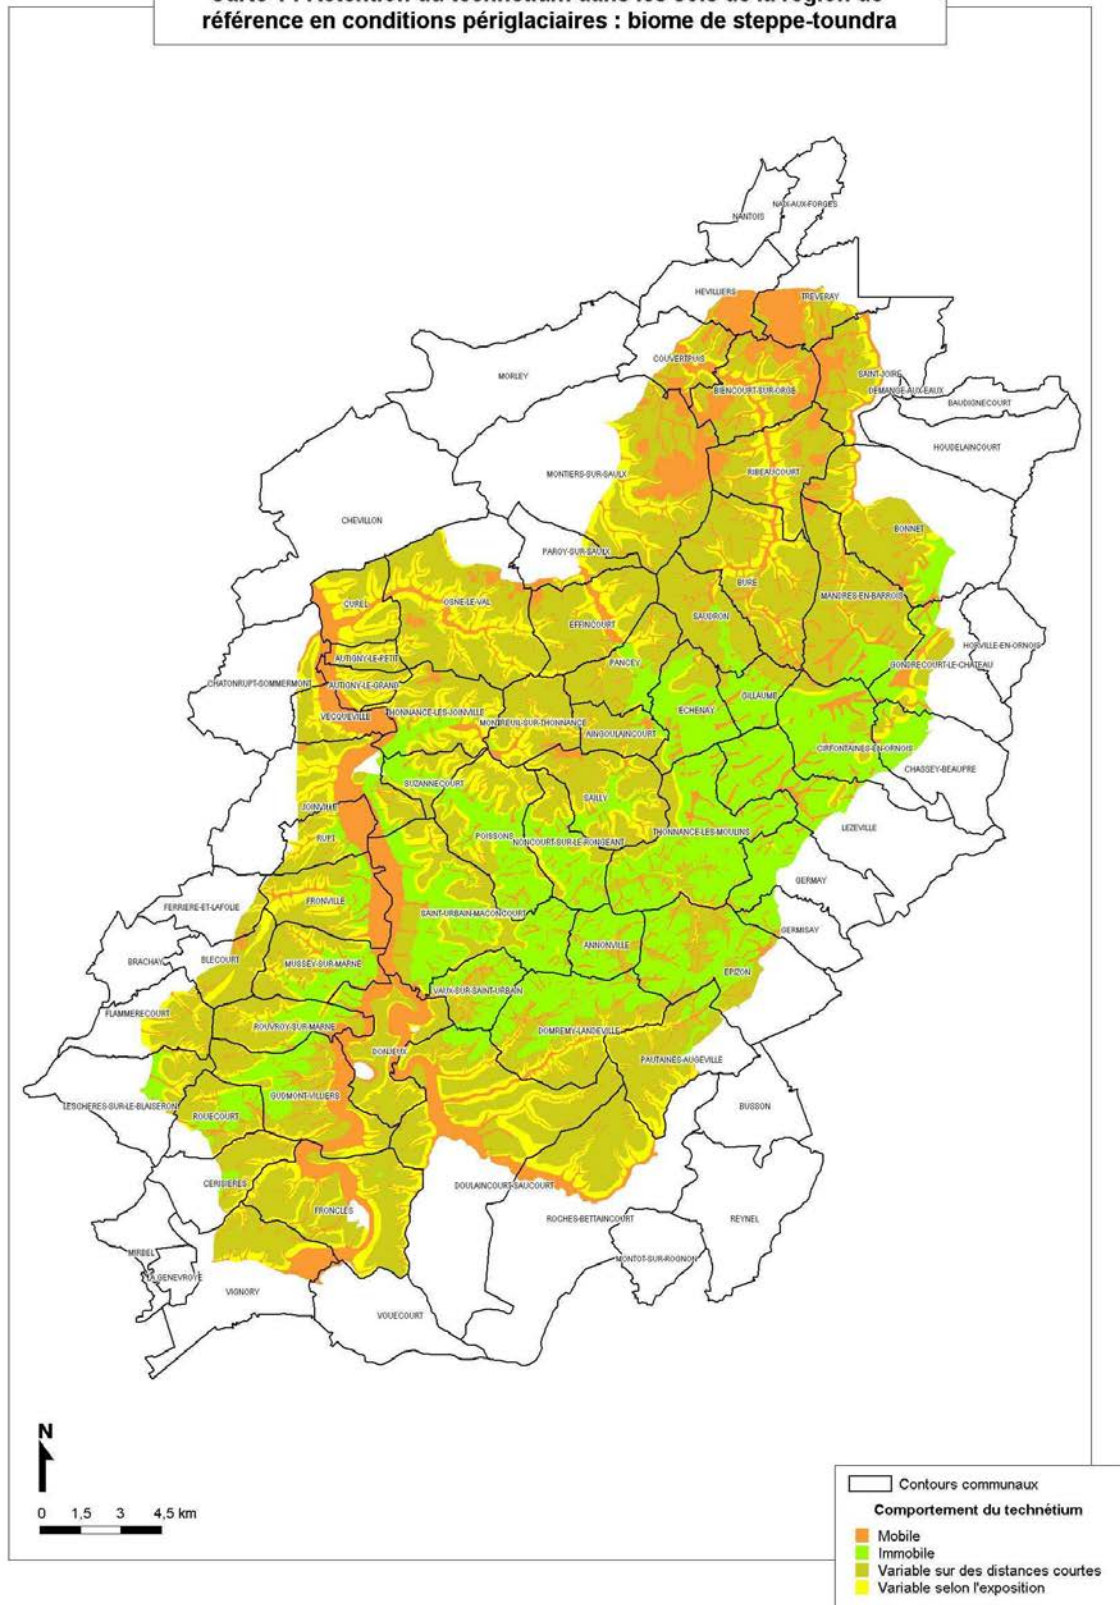 référence en conditions périglaciaires : biome de steppe-toundra
NAIX-AUX-FORGES
NANTOIS
HEVILLIERS
TREVERAY
COUVERTPUIS
MORLEY
SAINT-JOIRE
DEMANGE-AUX-EAUX
BIENCOURT-SUR-ORGE
BAUDIGNECOURT
HOUDELAINCOURT
MONTIERS-SUR-SAULX
RIBEAUCOURT
CHEVILLON
BONNET
PAROY-SUR-SAULX
BURE
MANDRES-EN-BARROIS
CUREL
OSNE-LE-VAL
EFFINCOURT
SAUDRON
HORVILLE-EN-ORNOIS
AUTIGNY-LE-PETIT
PANCEY
GONDRECOURT-LE-CHATEAU
CHATONRUPT-SOMMERMONT
AUTIGNY-LE-GRAND
GILLAUME
ECHENAY
VECQUEVILLE
THONNANCE-LES-JOINVILLE
MONTREUIL-SUR-THONNANCE
AINGOULAINCOURT
CIRFONTAINES-EN-ORNOIS
CHASSEY-BEAUPRE
SUZANNECOURT
SAILLY
JOINVILLE
LEZEVILLE
RUPT
POISSONS
NONCOURT-SUR-LE-RONGEANT
THONNANCE-LES-MOULINS
GERMAY
FERRIERE-ET-LAFOLIE
FRONVILLE
SAINT-URBAIN-MACONCOURT
GERMISAY
BRACHAY
BLECOURT
MUSSEY-SUR-MARNE
ANNONVILLE
EPIZON
VAUX-SUR-SAINT-URBAIN
FLAMMERECOURT
ROUVROY-SUR-MARNE
DOMREMY-LANDEVILLE
DONJEUX
PAUTAINES-AUGEVILLE
GUDMONT-VILLIERS
LESCHERES-SUR-LE-BLAISERON
ROUECOURT
BUSSON
CERISIERES
DOULAINCOURT-SAUCOURT
FRONCLES
ROCHES-BETTAINCOURT
REYNEL
MIRBEL
MONTOT-SUR-ROGNON
LA GENEVROYE
VIGNORY
VOUECOURT
N
0 1,5 3 4,5 km
Contours communaux
Comportement du technétium
Mobile
Immobile
Variable sur des distances courtes
Variable selon l'exposition